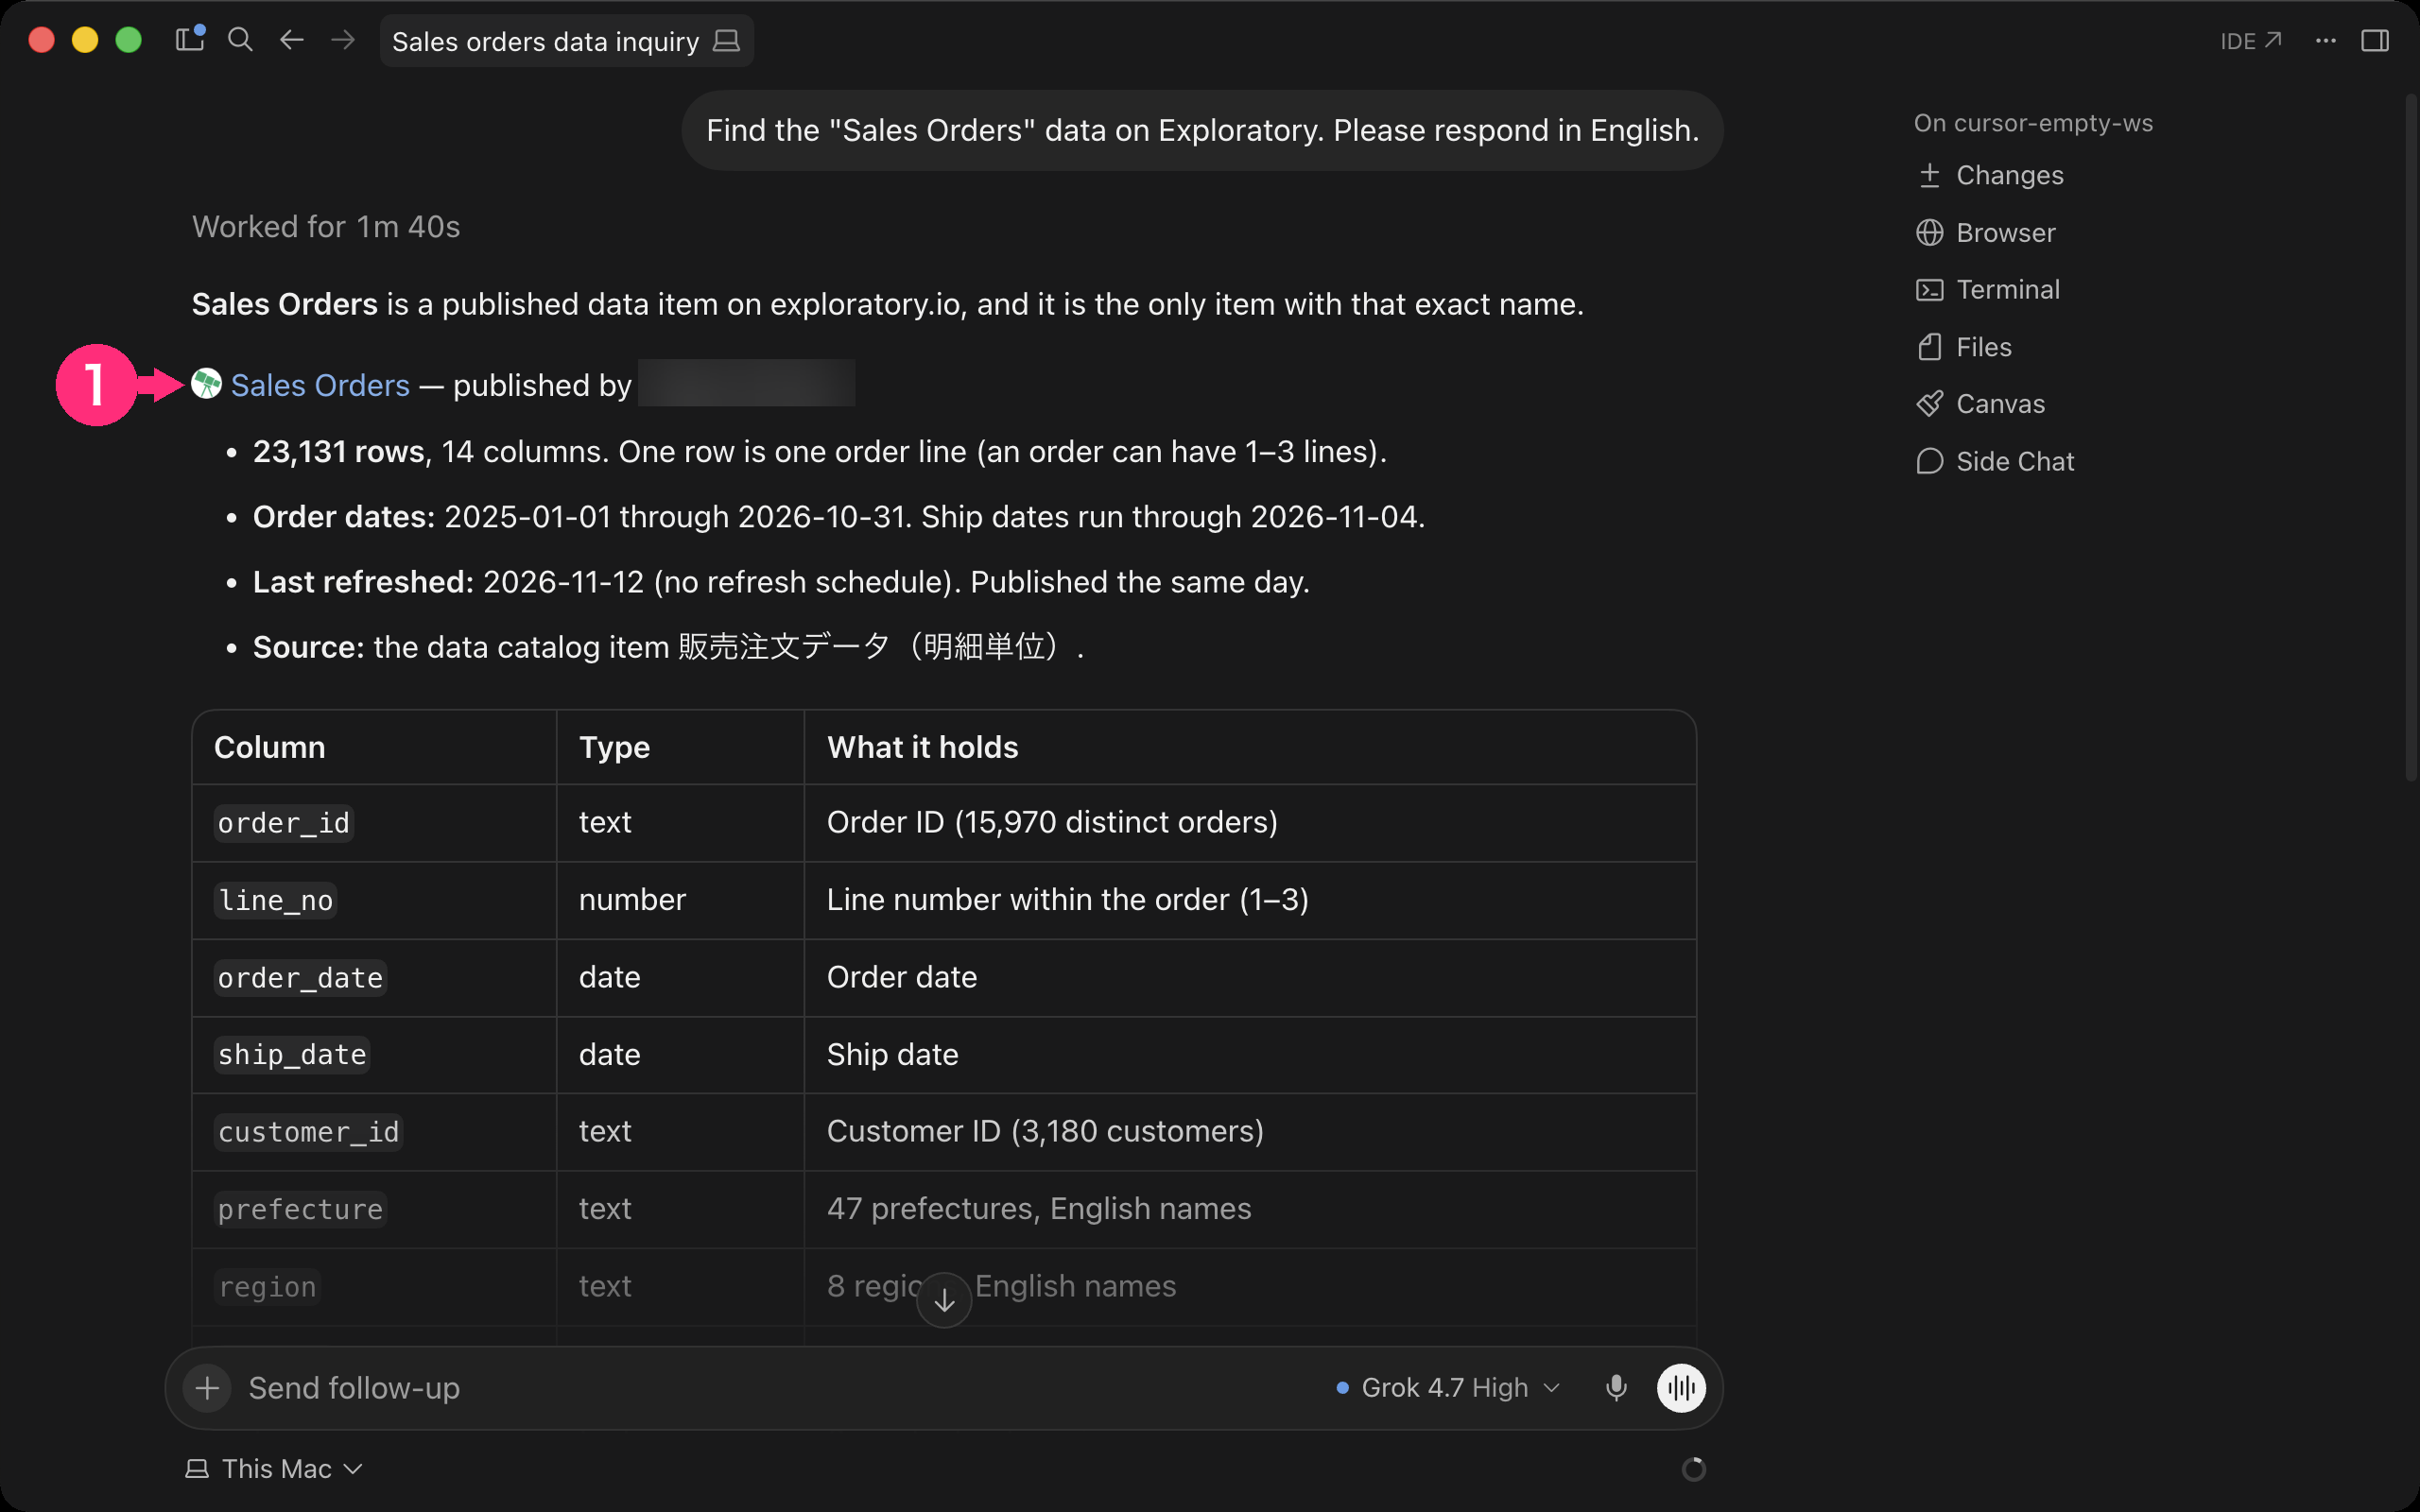 Sales orders data inquiry
IDE
Find the "Sales Orders" data on Exploratory. Please respond in English.
On cursor-empty-ws
Changes
Browser
Terminal
Files
Canvas
Side Chat
Worked for 1m 40s
Sales Orders is a published data item on exploratory.io, and it is the only item with that exact name.
1
Sales Orders — published by
• 23,131 rows, 14 columns. One row is one order line (an order can have 1–3 lines).
• Order dates: 2025-01-01 through 2026-10-31. Ship dates run through 2026-11-04.
• Last refreshed: 2026-11-12 (no refresh schedule). Published the same day.
• Source: the data catalog item 販売注文データ（明細単位）.
Column Type What it holds
order_id text Order ID (15,970 distinct orders)
line_no number Line number within the order (1–3)
order_date date Order date
ship_date date Ship date
customer_id text Customer ID (3,180 customers)
prefecture text 47 prefectures, English names
region text 8 regio English names
Send follow-up
Grok 4.7 High
This Mac